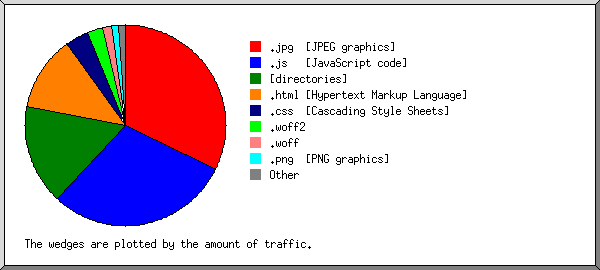 .jpg [JPEG graphics]
.js [JavaScript code]
[directories]
.html [Hypertext Markup Language]
.css [Cascading Style Sheets]
.woff2
.woff
.png [PNG graphics]
Other
The wedges are plotted by the amount of traffic.